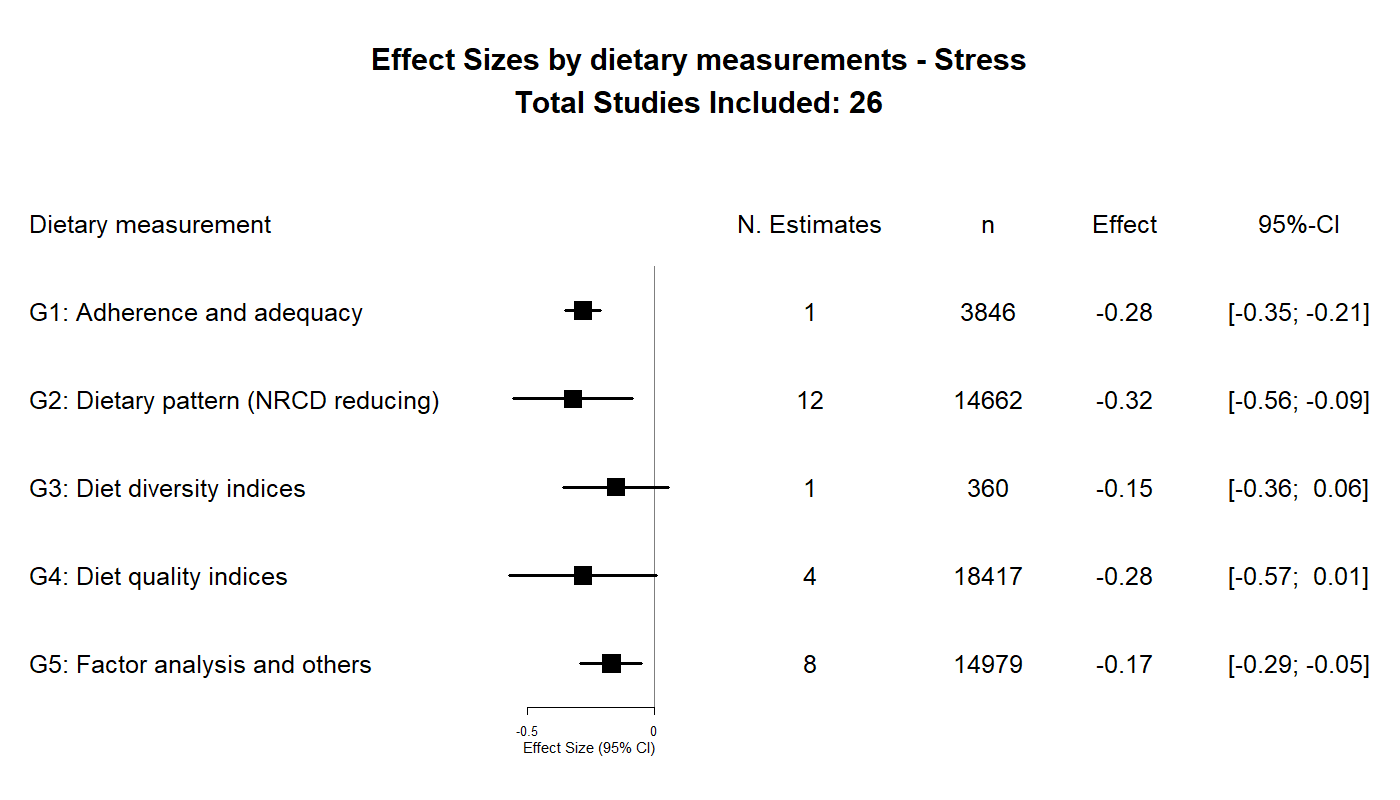 Effect Sizes by dietary measurements - Stress
Total Studies Included: 26
Dietary measurement N. Estimates n Effect 95%-CI
G1: Adherence and adequacy 1 3846 -0.28 [-0.35; -0.21]
G2: Dietary pattern (NRCD reducing) 12 14662 -0.32 [-0.56; -0.09]
G3: Diet diversity indices 1 360 -0.15 [-0.36; 0.06]
G4: Diet quality indices 4 18417 -0.28 [-0.57; 0.01]
G5: Factor analysis and others 8 14979 -0.17 [-0.29; -0.05]
-0.5 0
Effect Size (95% CI)